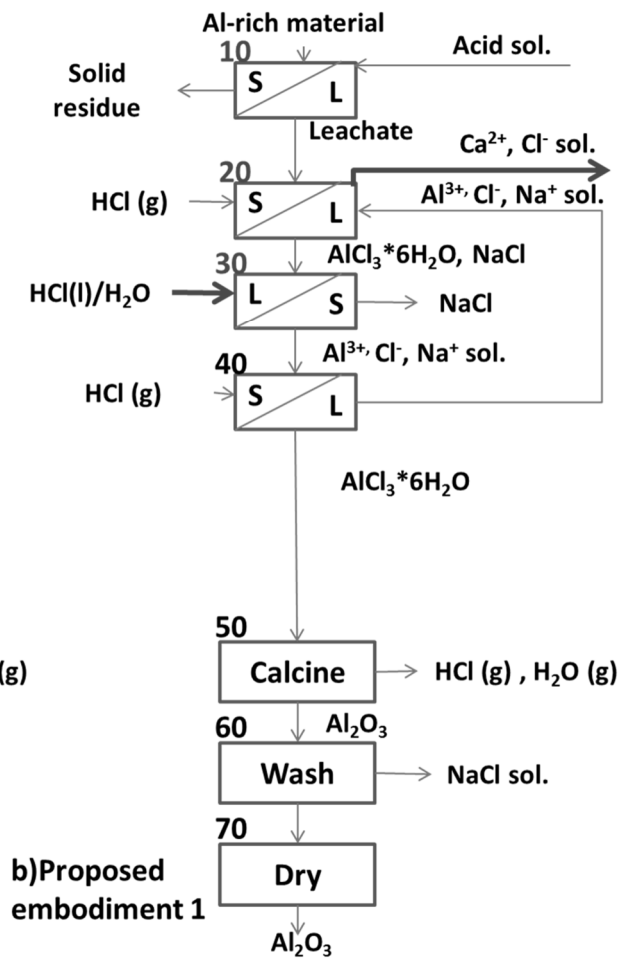 Al-rich material
10
Acid sol.
Solid
residue
S
L
Leachate
Ca²⁺, Cl⁻ sol.
20
HCl (g)
S
L
Al³⁺, Cl⁻, Na⁺ sol.
AlCl₃*6H₂O, NaCl
30
HCl(l)/H₂O
L
S
NaCl
Al³⁺, Cl⁻, Na⁺ sol.
40
HCl (g)
S
L
AlCl₃*6H₂O
50
(g)
Calcine
HCl (g) , H₂O (g)
Al₂O₃
60
Wash
NaCl sol.
70
b)Proposed
embodiment 1
Dry
Al₂O₃